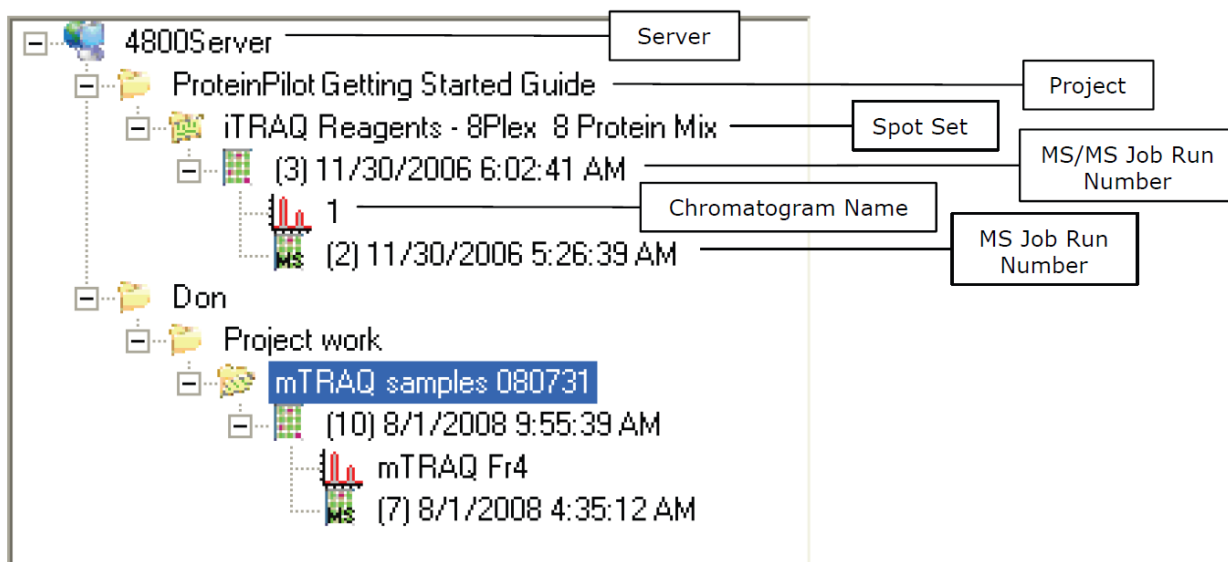 4800Server
Server
ProteinPilot Getting Started Guide
Project
iTRAQ Reagents - 8Plex 8 Protein Mix
Spot Set
(3) 11/30/2006 6:02:41 AM
MS/MS Job Run
Number
1
Chromatogram Name
MS
(2) 11/30/2006 5:26:39 AM
MS Job Run
Number
Don
Project work
mTRAQ samples 080731
(10) 8/1/2008 9:55:39 AM
mTRAQ Fr4
MS
(7) 8/1/2008 4:35:12 AM